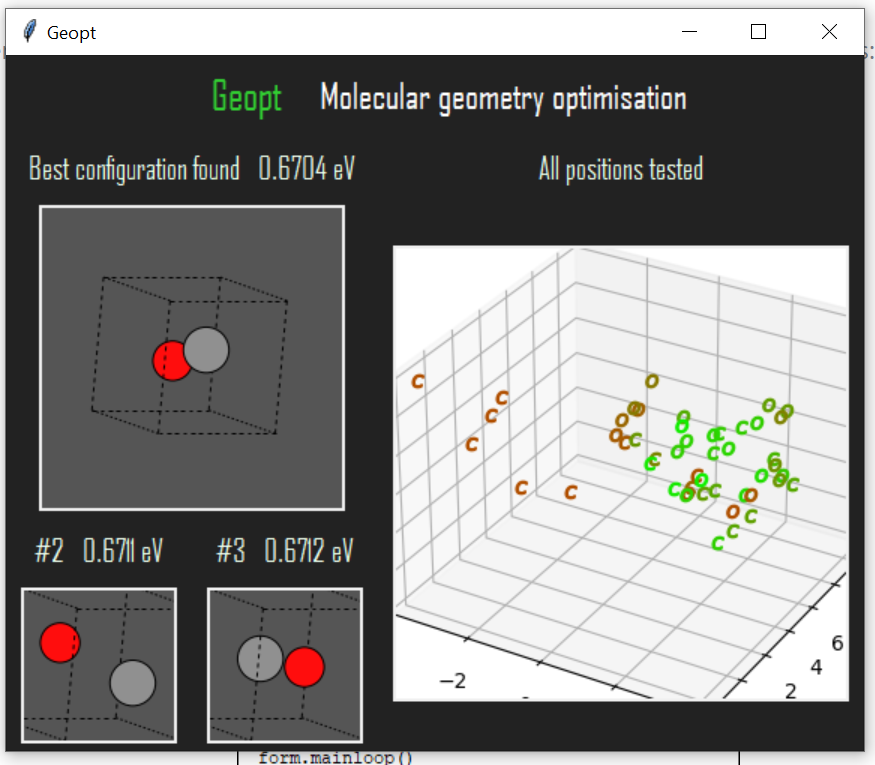 Geopt
Geopt Molecular geometry optimisation
Best configuration found 0.6704 eV
All positions tested
#2 0.6711 eV
#3 0.6712 eV
−2
2
4
6
form.mainloop()